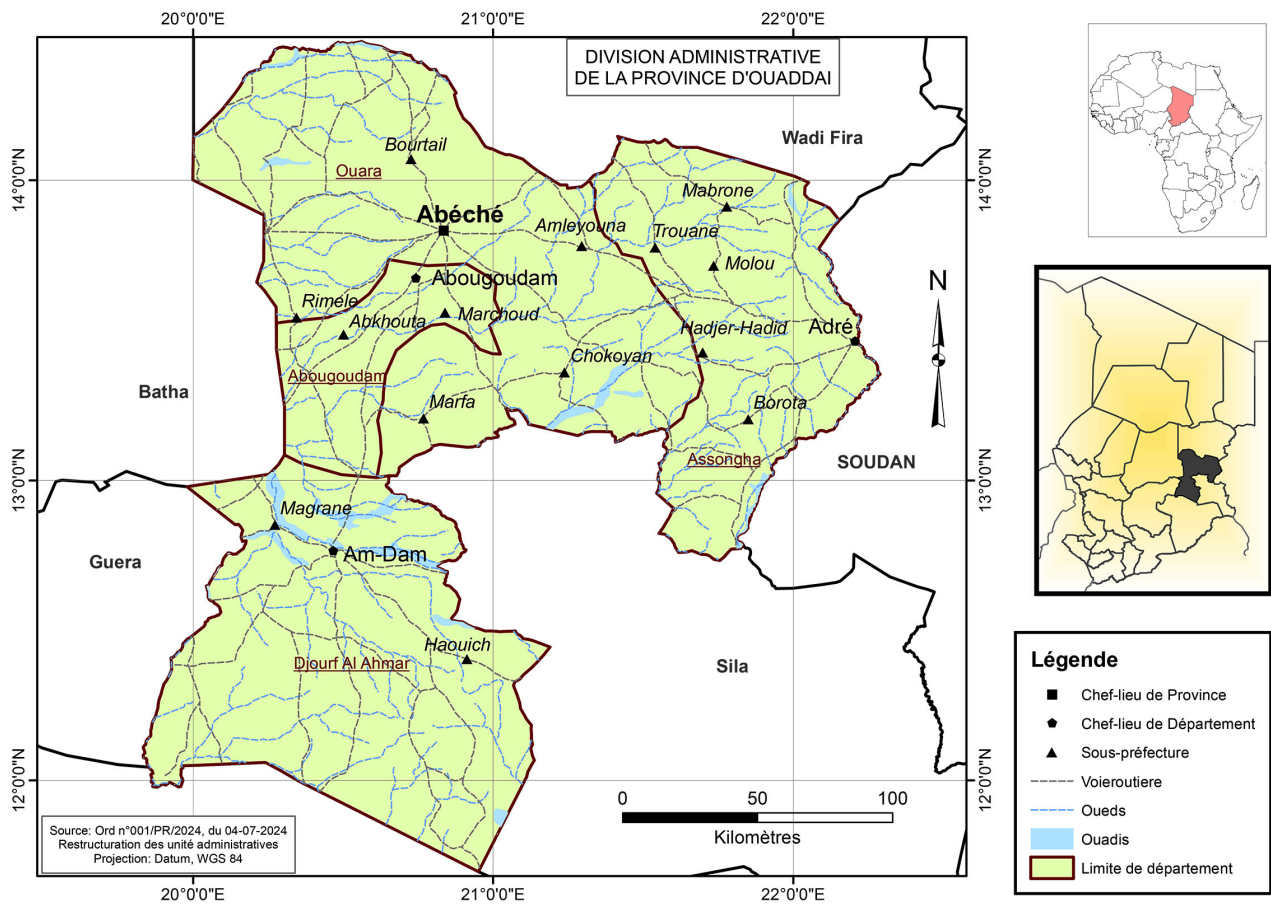 20°0'0"E
21°0'0"E
22°0'0"E
DIVISION ADMINISTRATIVE
DE LA PROVINCE D'OUADDAI
Wadi Fira
14°0'0"N
14°0'0"N
Bourtail
Ouara
Mabrone
Abéché
Amleyouna
Trouane
Molou
Abougoudam
N
Rimele
Marchoud
Abkhouta
Hadjer-Hadid
Adré
Chokoyan
Abougoudam
Batha
Marfa
Borota
Assongha
SOUDAN
13°0'0"N
13°0'0"N
Magrane
Am-Dam
Guera
Haouich
Djourf Al Ahmar
Sila
12°0'0"N
12°0'0"N
0 50 100
Kilomètres
Source: Ord n°001/PR/2024, du 04-07-2024
Restructuration des unité administratives
Projection: Datum, WGS 84
20°0'0"E
21°0'0"E
22°0'0"E
Légende
Chef-lieu de Province
Chef-lieu de Département
Sous-préfecture
Voieroutiere
Oueds
Ouadis
Limite de département